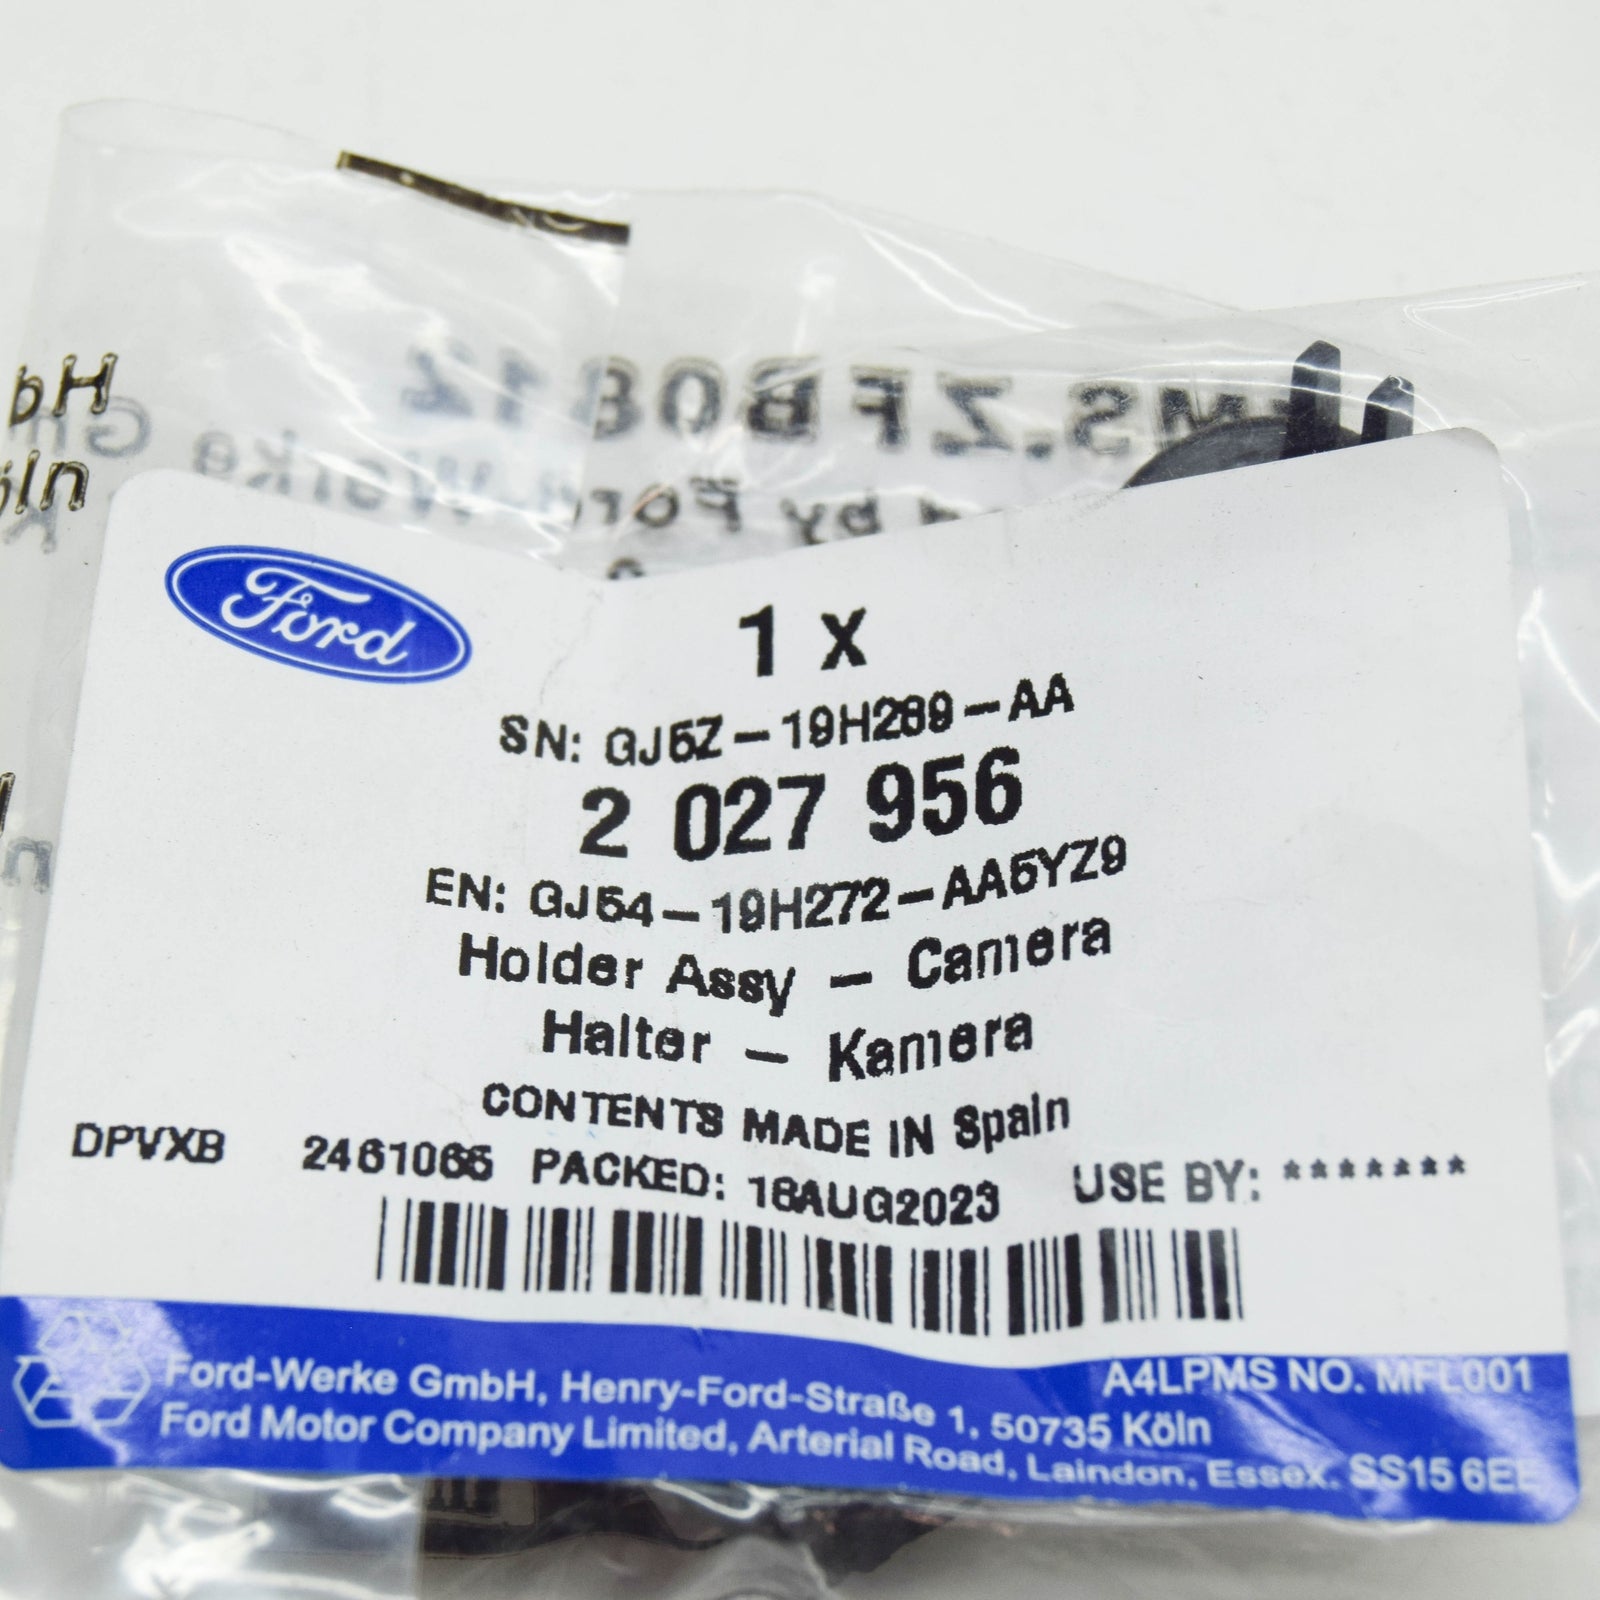 Ford
1 X
SN: GJ5Z-19H289-AA
2 027 956
EN: GJ54-19H272-AA5YZ9
Holder Assy - Camera
Halter - Kamera
CONTENTS MADE IN Spain
DPVXB 2461065 PACKED: USE BY: *******
A4LPMS NO. MFL001
Ford-Werke GmbH, Henry-Ford-Straße 1, 50735 Köln
Ford Motor Company Limited, Arterial Road, Laindon, Essex. SS15 6EE